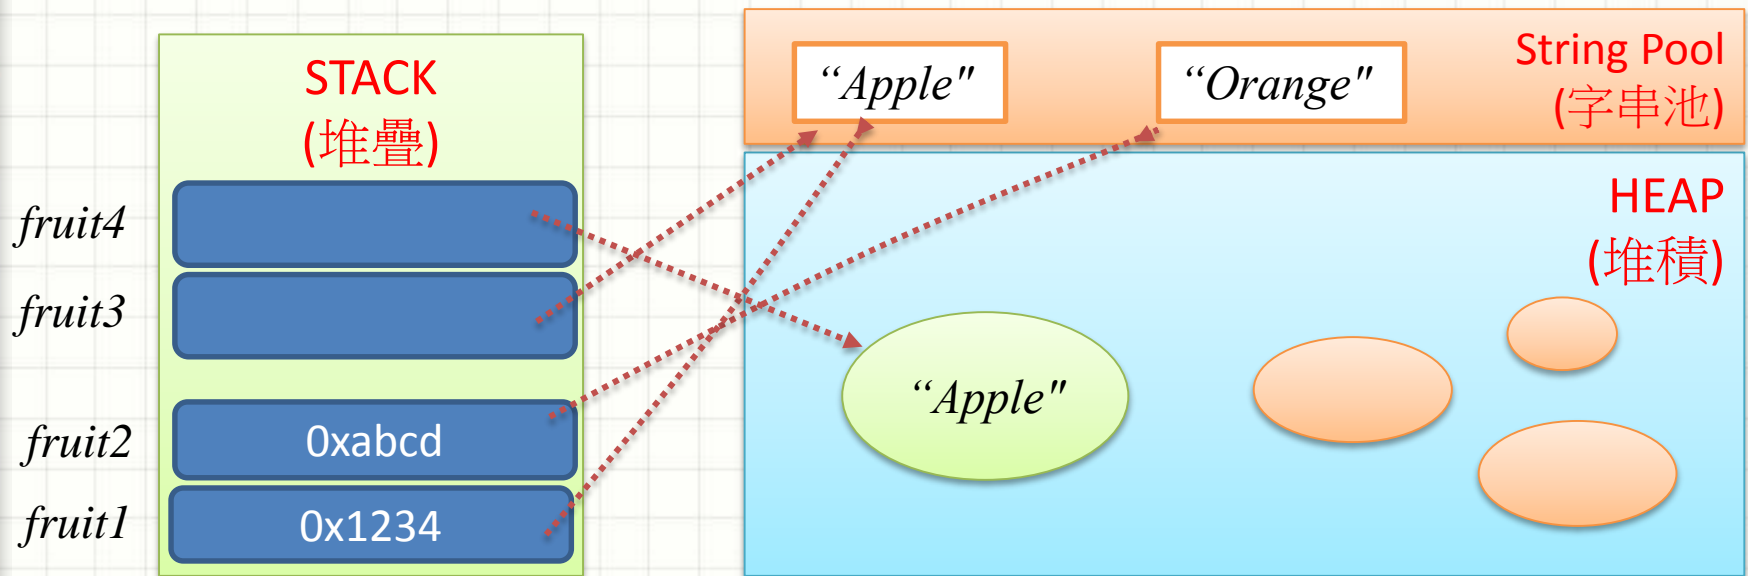 STACK
(堆疊)
fruit4
fruit3
fruit2
0xabcd
fruit1
0x1234
“Apple"
“Orange"
String Pool
(字串池)
HEAP
(堆積)
“Apple"